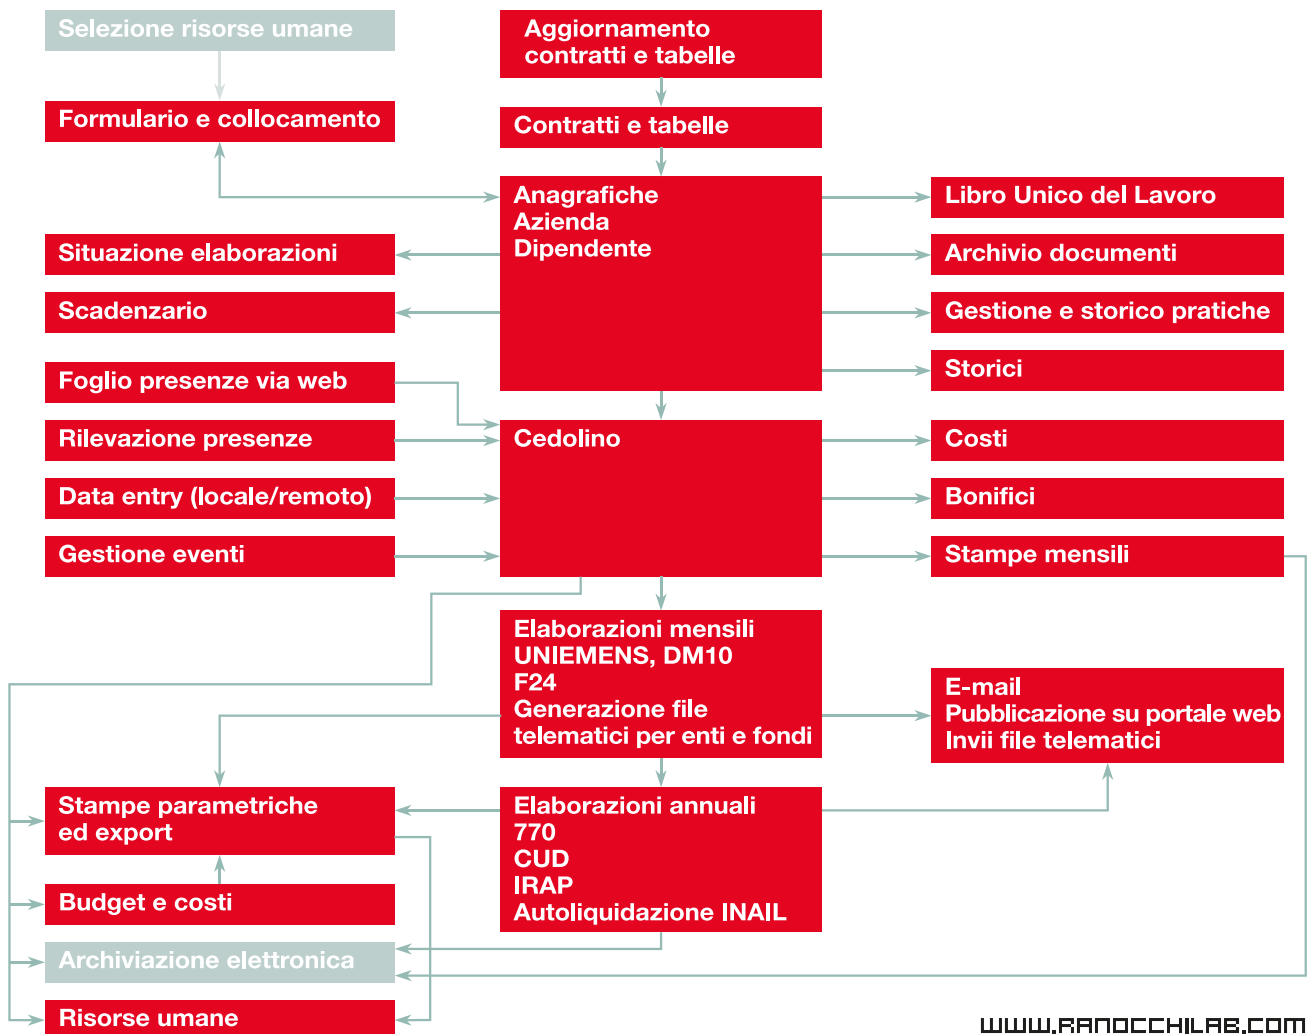 Selezione risorse umane
Aggiornamento
contratti e tabelle
Formulario e collocamento
Contratti e tabelle
Anagrafiche
Azienda
Dipendente
Libro Unico del Lavoro
Situazione elaborazioni
Archivio documenti
Scadenzario
Gestione e storico pratiche
Foglio presenze via web
Storici
Rilevazione presenze
Cedolino
Costi
Data entry (locale/remoto)
Bonifici
Gestione eventi
Stampe mensili
Elaborazioni mensili
UNIEMENS, DM10
F24
Generazione file
telematici per enti e fondi
E-mail
Pubblicazione su portale web
Invii file telematici
Stampe parametriche
ed export
Elaborazioni annuali
770
CUD
IRAP
Autoliquidazione INAIL
Budget e costi
Archiviazione elettronica
Risorse umane
WWW.RANOCCHILAB.COM